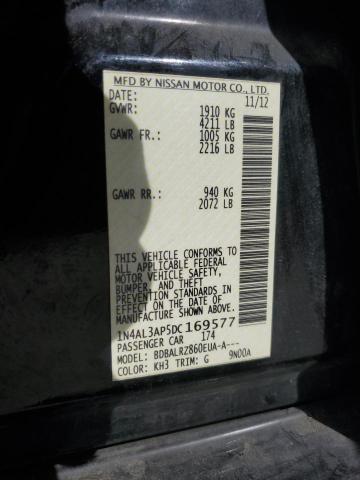 MFD BY NISSAN MOTOR CO., LTD.
DATE: 11/12
GVWR: 1910 KG
4211 LB
GAWR FR: 1005 KG
2216 LB
GAWR RR: 940 KG
2072 LB
THIS VEHICLE CONFORMS TO
ALL APPLICABLE FEDERAL
MOTOR VEHICLE SAFETY,
BUMPER, AND THEFT
PREVENTION STANDARDS IN
EFFECT ON THE DATE OF
MANUFACTURE SHOWN ABOVE.
1N4AL3AP5DC169577
PASSENGER CAR 174
MODEL: BDBALRZ860EUA-A---
COLOR: KH3 TRIM: G 9N00A